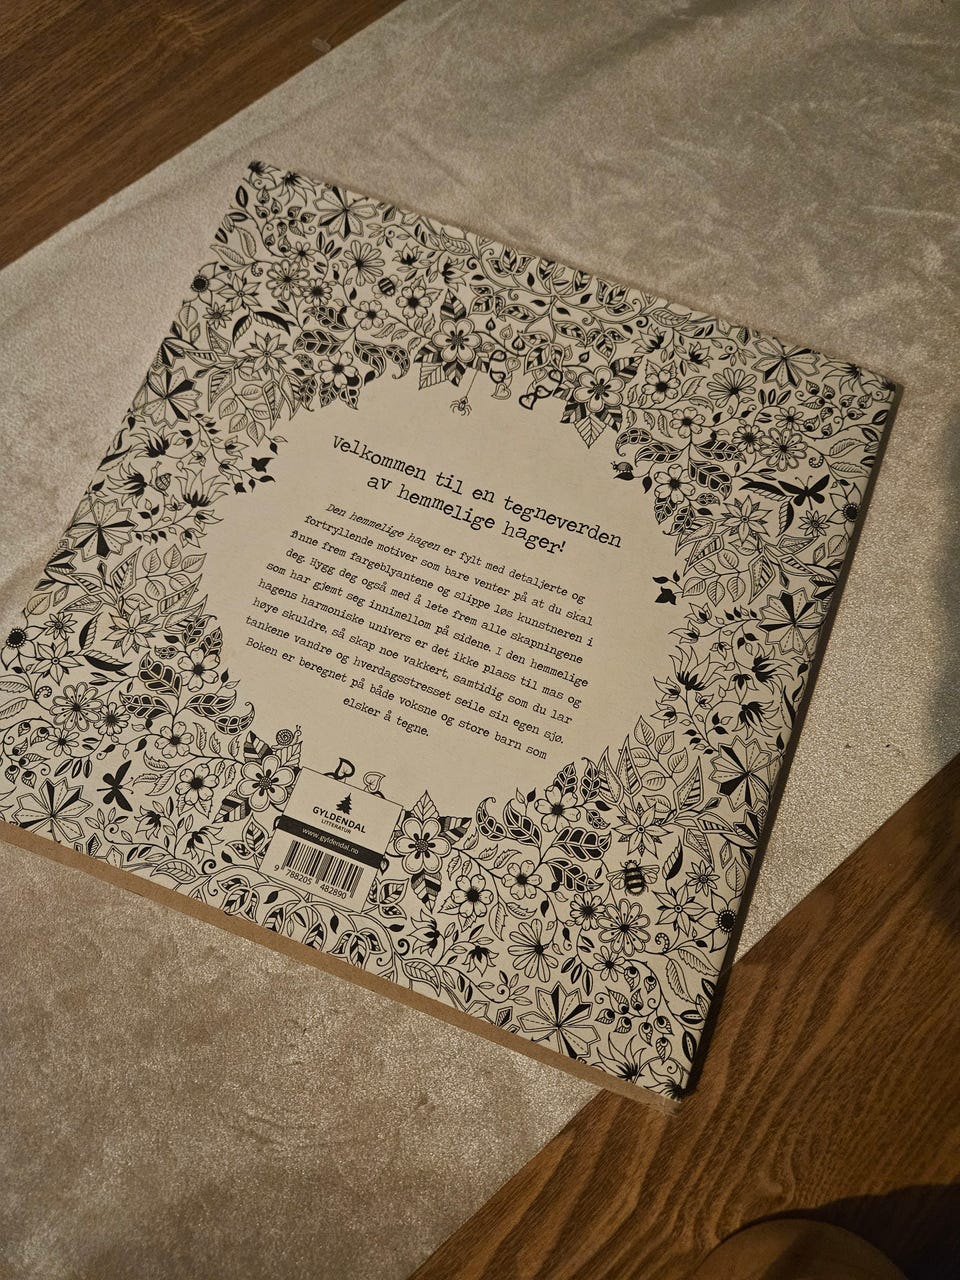 Velkommen til en tegneverden
av hemmelige hager!
Den hemmelige hagen er fylt med detaljerte og
fortryllende motiver som bare venter på at du skal
finne frem fargeblyantene og slippe løs kunstneren i
deg. Hygg deg også med å lete frem alle skapningene
som har gjemt seg innimellom på sidene. I den hemmelige
hagens harmoniske univers er det ikke plass til mas og
høye skuldre, så skap noe vakkert, samtidig som du lar
tankene vandre og hverdagsstresset seile sin egen sjø.
Boken er beregnet på både voksne og store barn som
elsker å tegne.
GYLDENDAL
LITTERATUR
www.gyldendal.no
9 788205 482890